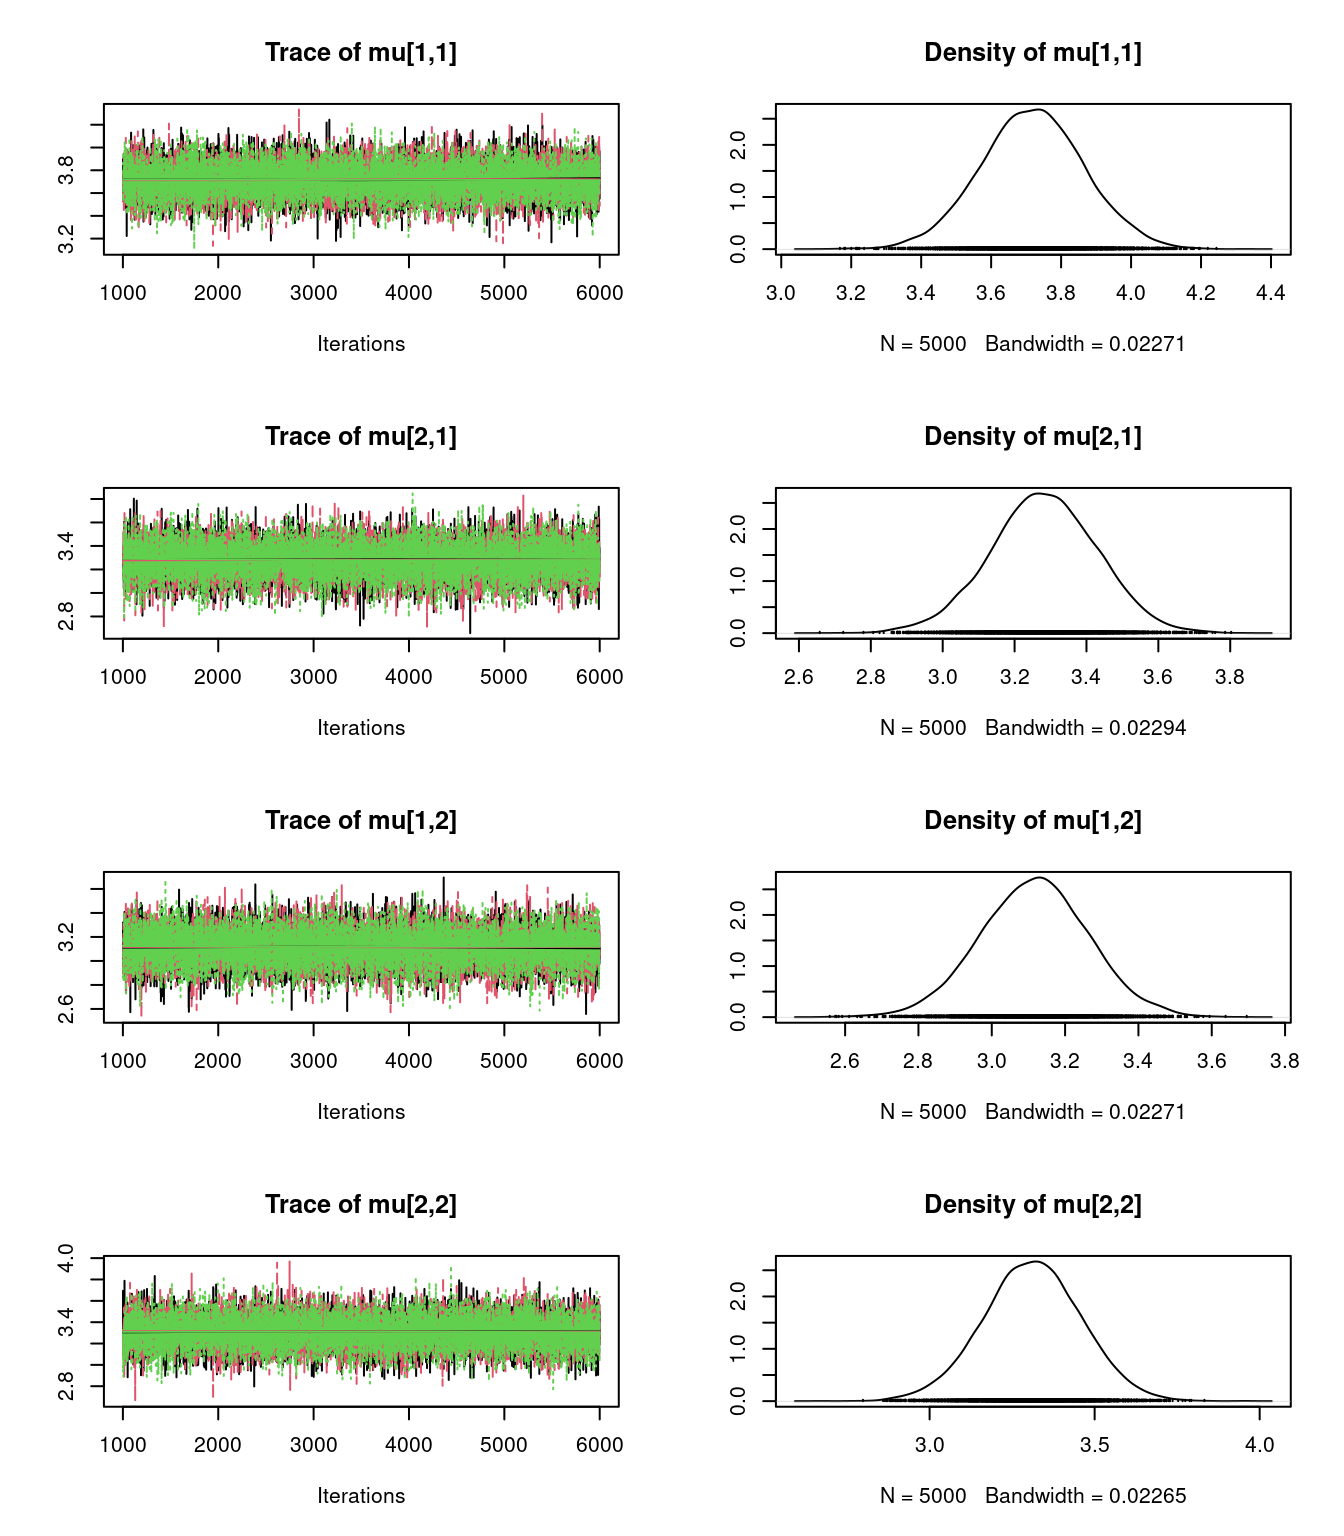 Trace of mu[1,1]
3.2 3.8
1000 2000 3000 4000 5000 6000
Iterations
Density of mu[1,1]
0.0 1.0 2.0
3.0 3.2 3.4 3.6 3.8 4.0 4.2 4.4
N = 5000 Bandwidth = 0.02271
Trace of mu[2,1]
2.8 3.4
1000 2000 3000 4000 5000 6000
Iterations
Density of mu[2,1]
0.0 1.0 2.0
2.6 2.8 3.0 3.2 3.4 3.6 3.8
N = 5000 Bandwidth = 0.02294
Trace of mu[1,2]
2.6 3.2
1000 2000 3000 4000 5000 6000
Iterations
Density of mu[1,2]
0.0 1.0 2.0
2.6 2.8 3.0 3.2 3.4 3.6 3.8
N = 5000 Bandwidth = 0.02271
Trace of mu[2,2]
2.8 3.4 4.0
1000 2000 3000 4000 5000 6000
Iterations
Density of mu[2,2]
0.0 1.0 2.0
3.0 3.5 4.0
N = 5000 Bandwidth = 0.02265